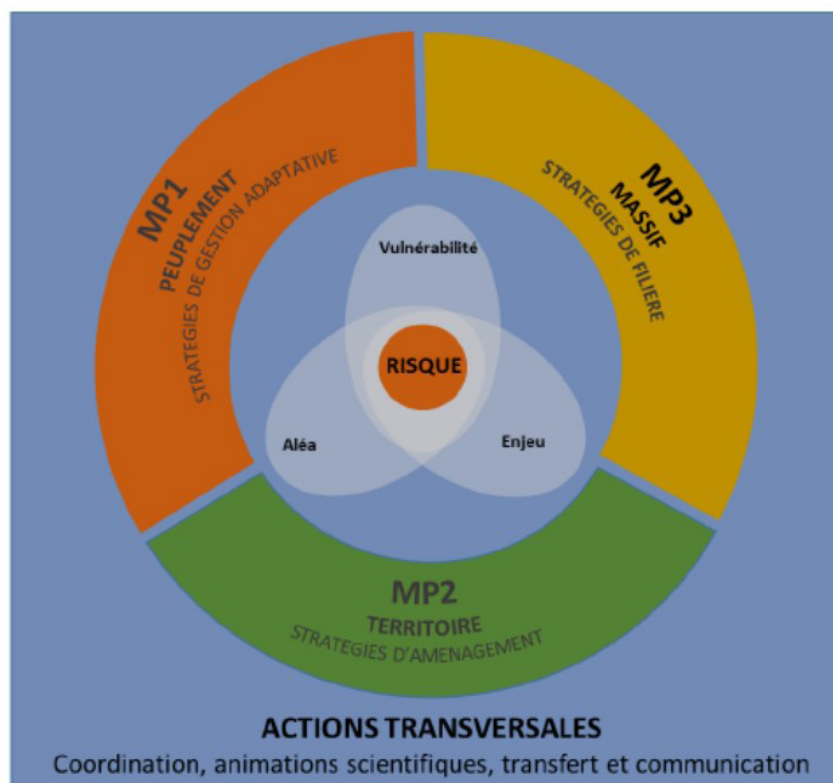 MP1
PEUPLEMENT
STRATEGIES DE GESTION ADAPTATIVE
MP3
MASSIF
STRATEGIES DE FILIERE
Vulnérabilité
RISQUE
Aléa
Enjeu
MP2
TERRITOIRE
STRATEGIES D'AMENAGEMENT
ACTIONS TRANSVERSALES
Coordination, animations scientifiques, transfert et communication